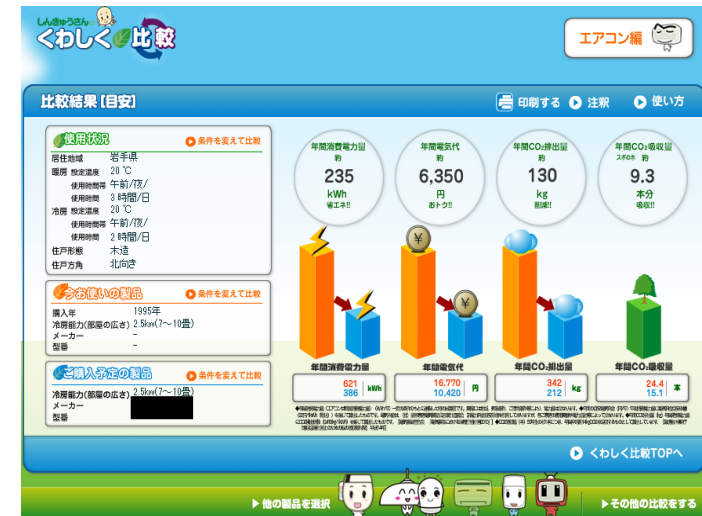 しんきゅうさん
くわしく比較
エアコン編
比較結果【目安】
印刷する 注釈 使い方
使用状況 条件を変えて比較
居住地域 岩手県
暖房 設定温度 20 ℃
使用時間帯 午前/夜/
使用時間 3時間/日
冷房 設定温度 20 ℃
使用時間帯 午前/夜/
使用時間 2時間/日
住戸形態 木造
住戸方角 北向き
今お使いの製品 条件を変えて比較
購入年 1995年
冷房能力(部屋の広さ) 2.5kw(7～10畳)
メーカー -
型番 -
ご購入予定の製品 条件を変えて比較
冷房能力(部屋の広さ) 2.5kw(7～10畳)
メーカー
型番
年間消費電力量
約
235
kWh
省エネ!!
年間電気代
約
6,350
円
おトク!!
年間CO₂排出量
約
130
kg
削減!!
年間CO₂吸収量
スギの木 約
9.3
本分
吸収!!
¥
¥
年間消費電力量 年間電気代 年間CO₂排出量 年間CO₂吸収量
621
386
kWh
16,770
10,420
円
342
212
kg
24.4
15.1
本
くわしく比較TOPへ
他の製品を選択
その他の比較をする